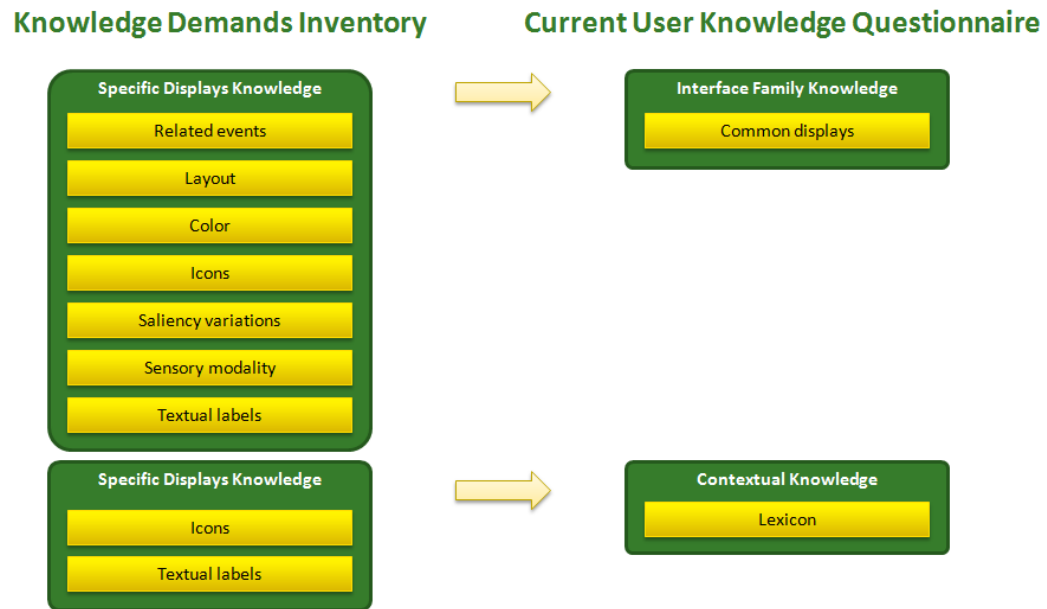 Knowledge Demands Inventory
Current User Knowledge Questionnaire
Specific Displays Knowledge
Related events
Layout
Color
Icons
Saliency variations
Sensory modality
Textual labels
Interface Family Knowledge
Common displays
Specific Displays Knowledge
Icons
Textual labels
Contextual Knowledge
Lexicon